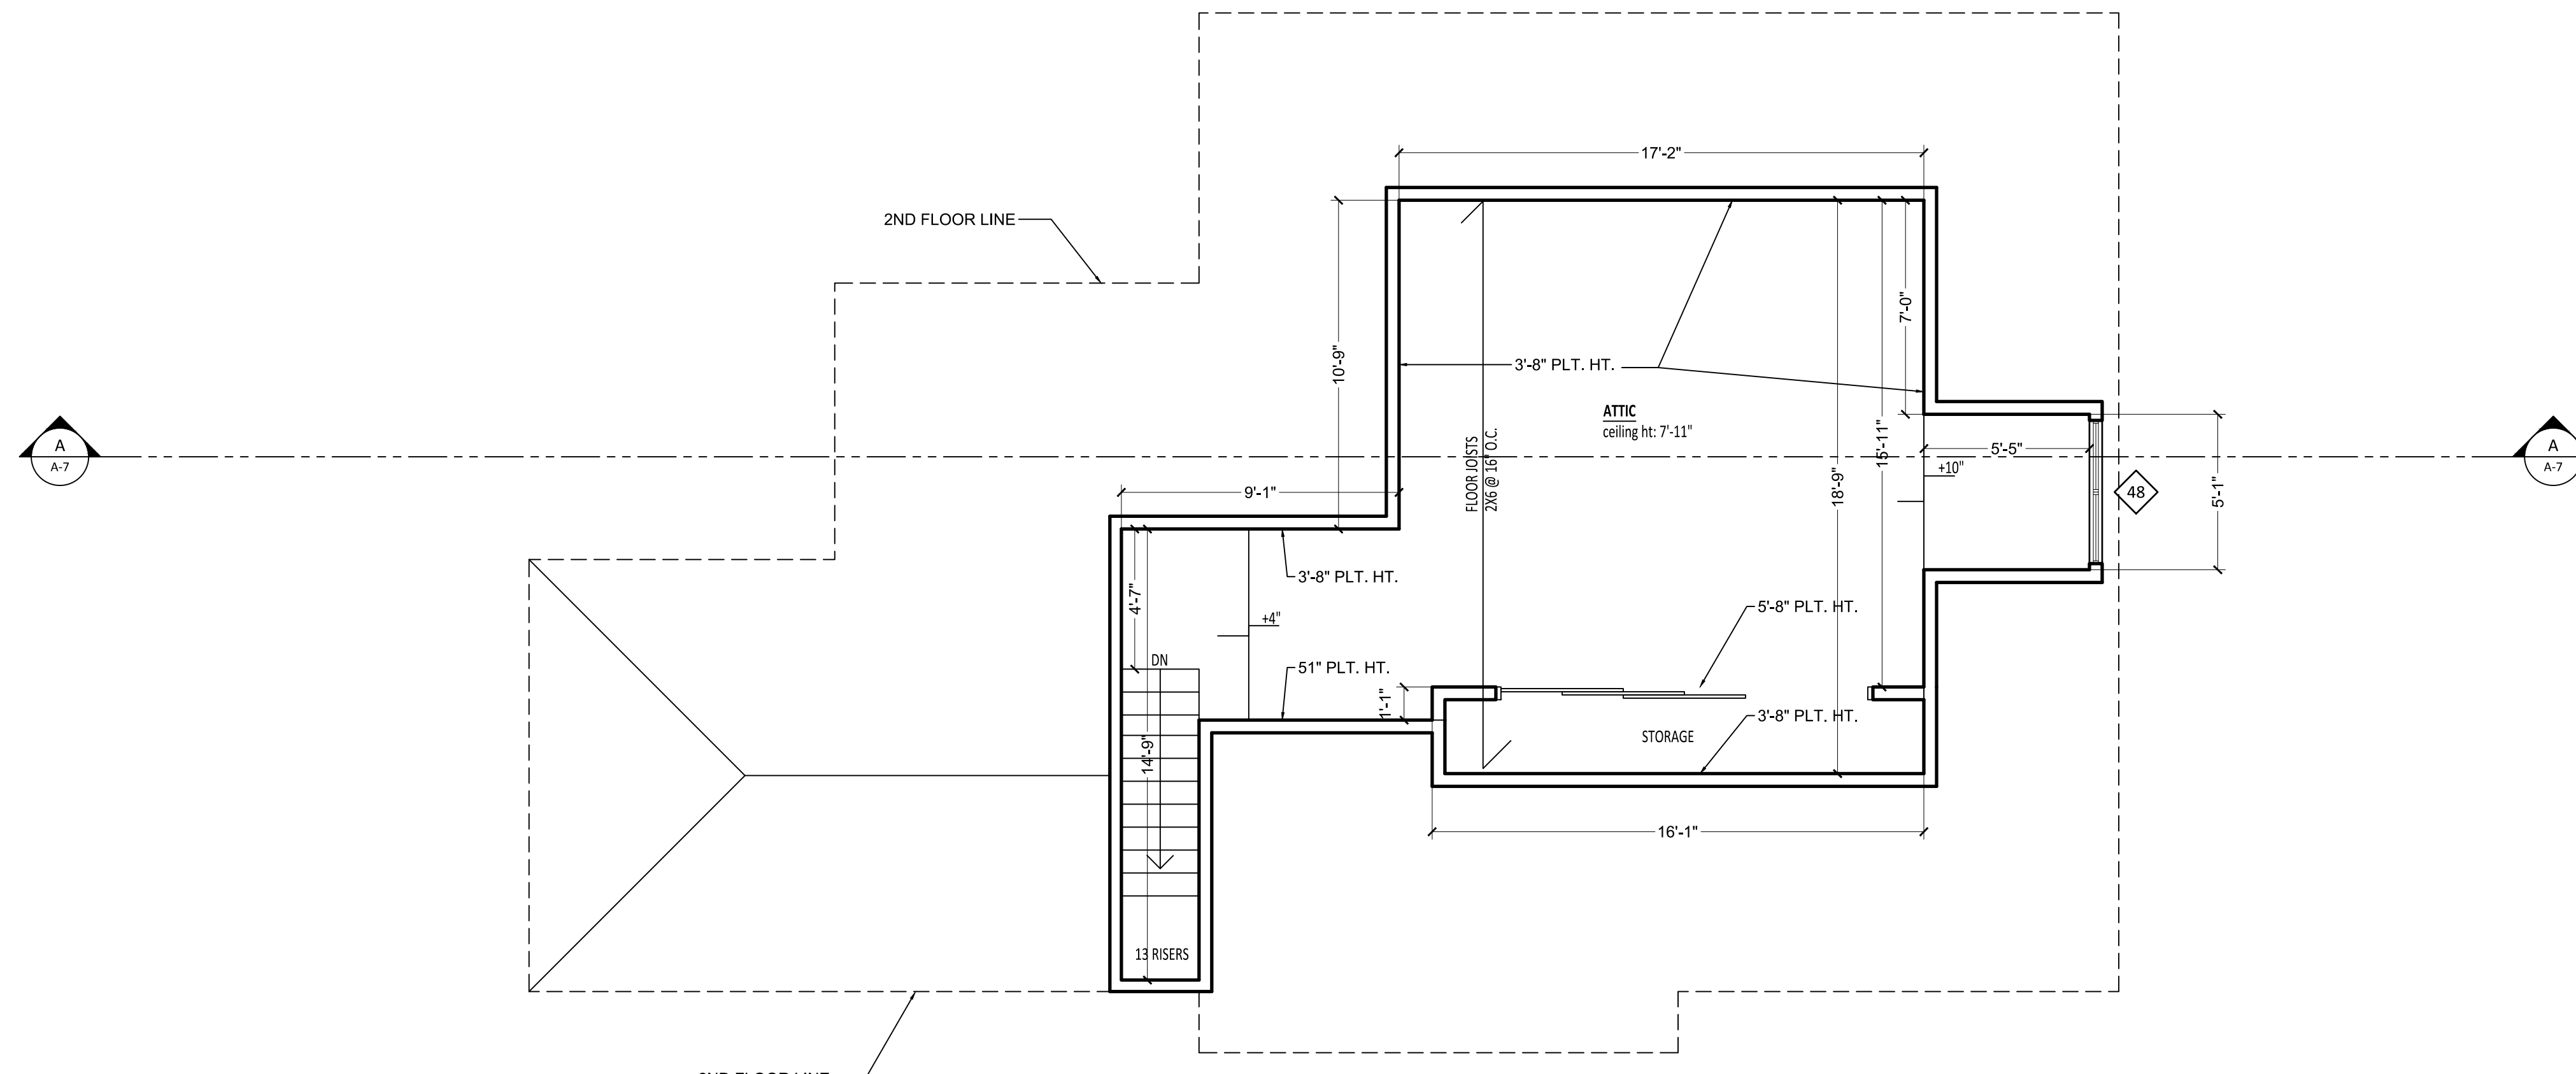 17'-2"
2ND FLOOR LINE
7'-0"
10'-9"
3'-8" PLT. HT.
ATTIC
ceiling ht: 7'-11"
FLOOR JOISTS
2X6 @ 16" O.C.
15'-11"
18'-9"
A
A-7
5'-5"
+10"
48
5'-1"
A
A-7
9'-1"
3'-8" PLT. HT.
4'-7"
+4"
5'-8" PLT. HT.
DN
51" PLT. HT.
1'-1"
3'-8" PLT. HT.
STORAGE
14'-9"
16'-1"
13 RISERS
2ND FLOOR LINE